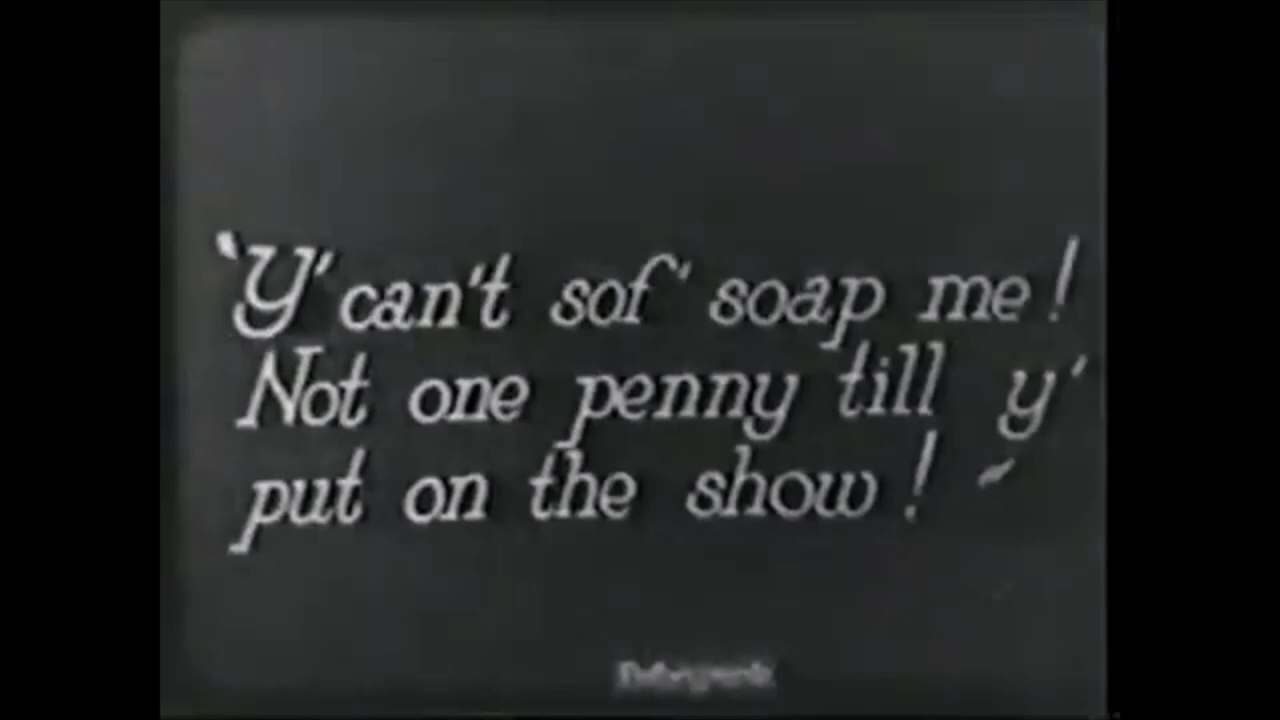 "Y' can't sof' soap me!
Not one penny till y'
put on the show!"